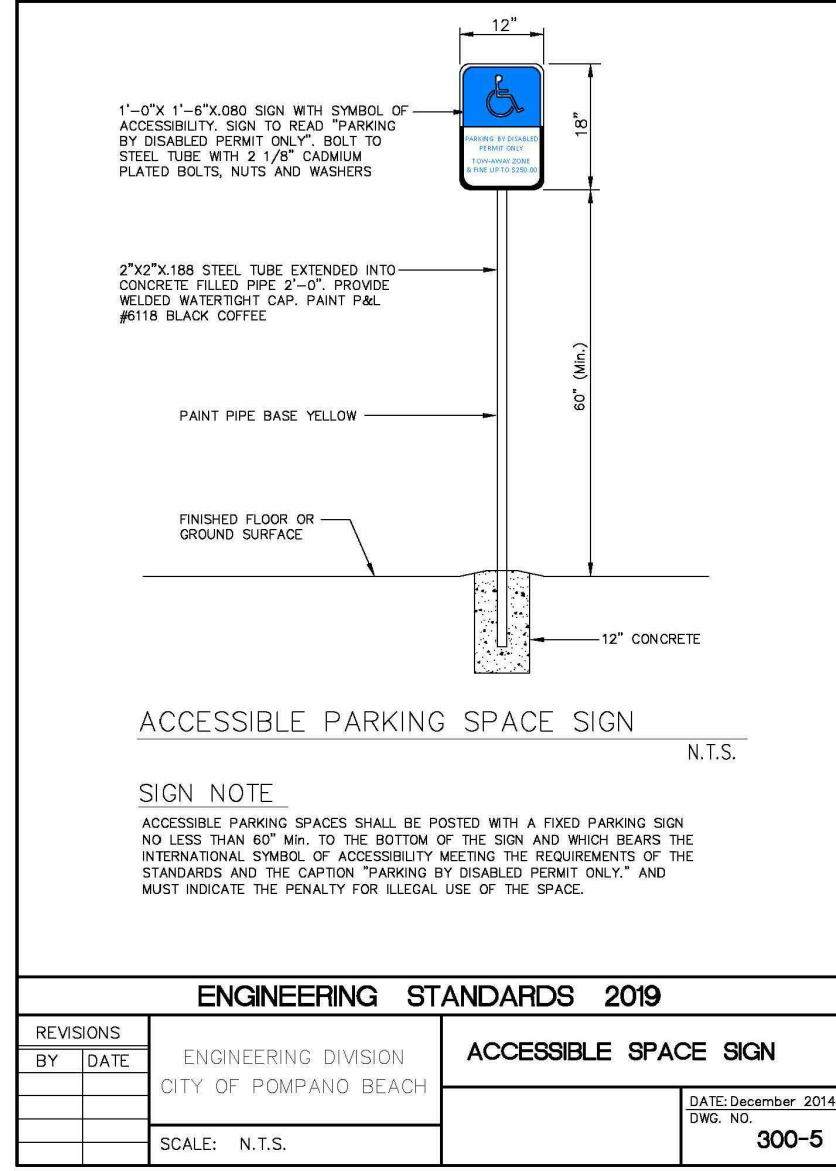 12"
1'-0"X 1'-6"X.080 SIGN WITH SYMBOL OF
ACCESSIBILITY. SIGN TO READ "PARKING
BY DISABLED PERMIT ONLY". BOLT TO
STEEL TUBE WITH 2 1/8" CADMIUM
PLATED BOLTS, NUTS AND WASHERS
18"
PARKING BY DISABLED
PERMIT ONLY
TOW-AWAY ZONE
& FINE UP TO $250.00
2"X2"X.188 STEEL TUBE EXTENDED INTO
CONCRETE FILLED PIPE 2'-0". PROVIDE
WELDED WATERTIGHT CAP. PAINT P&L
#6118 BLACK COFFEE
60" (Min.)
PAINT PIPE BASE YELLOW
FINISHED FLOOR OR
GROUND SURFACE
12" CONCRETE
ACCESSIBLE PARKING SPACE SIGN
N.T.S.
SIGN NOTE
ACCESSIBLE PARKING SPACES SHALL BE POSTED WITH A FIXED PARKING SIGN
NO LESS THAN 60" Min. TO THE BOTTOM OF THE SIGN AND WHICH BEARS THE
INTERNATIONAL SYMBOL OF ACCESSIBILITY MEETING THE REQUIREMENTS OF THE
STANDARDS AND THE CAPTION "PARKING BY DISABLED PERMIT ONLY." AND
MUST INDICATE THE PENALTY FOR ILLEGAL USE OF THE SPACE.
ENGINEERING STANDARDS 2019
REVISIONS
BY DATE
ENGINEERING DIVISION
CITY OF POMPANO BEACH
SCALE: N.T.S.
ACCESSIBLE SPACE SIGN
DATE: December 2014
DWG. NO.
300-5